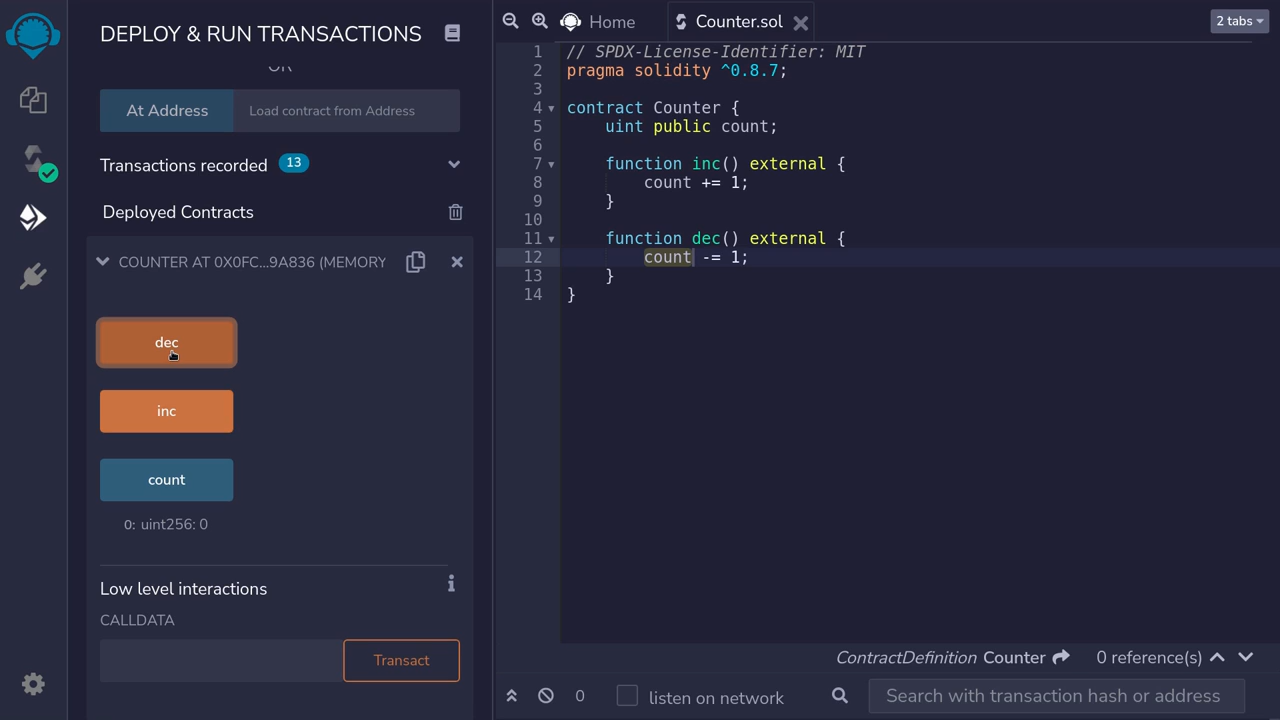 DEPLOY & RUN TRANSACTIONS
OR
At Address
Load contract from Address
Transactions recorded 13
Deployed Contracts
COUNTER AT 0X0FC...9A836 (MEMORY
dec
inc
count
0: uint256: 0
Low level interactions
i
CALLDATA
Transact
Home
Counter.sol
2 tabs
1 // SPDX-License-Identifier: MIT
2 pragma solidity ^0.8.7;
3
4 contract Counter {
5 uint public count;
6
7 function inc() external {
8 count += 1;
9 }
10
11 function dec() external {
12 count -= 1;
13 }
14 }
ContractDefinition Counter 0 reference(s)
0 listen on network Search with transaction hash or address